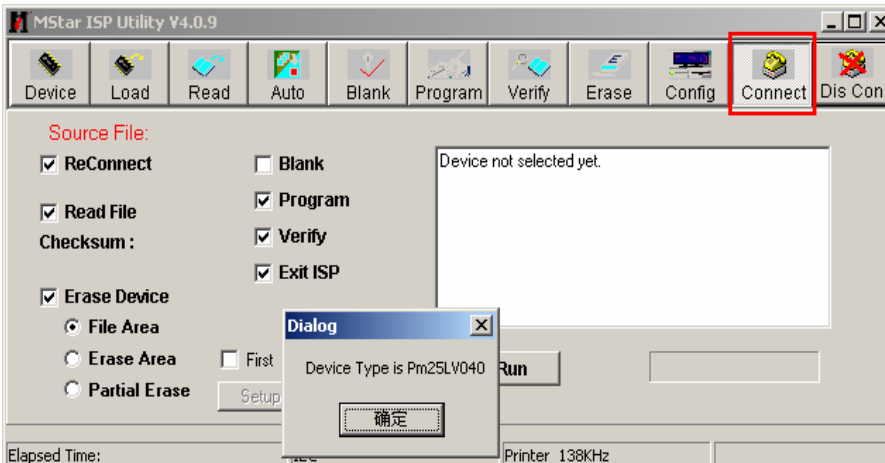 MStar ISP Utility V4.0.9
Device Load Read Auto Blank Program Verify Erase Config Connect Dis Con
Source File:
ReConnect
Blank
Device not selected yet.
Program
Read File
Verify
Checksum :
Exit ISP
Erase Device
File Area
Dialog
Erase Area
First
Device Type is Pm25LV040
Run
Partial Erase
Setup
确定
Elapsed Time:
Printer 138KHz